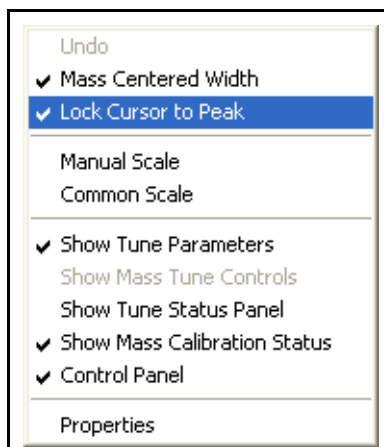 Undo
Mass Centered Width
Lock Cursor to Peak
Manual Scale
Common Scale
Show Tune Parameters
Show Mass Tune Controls
Show Tune Status Panel
Show Mass Calibration Status
Control Panel
Properties